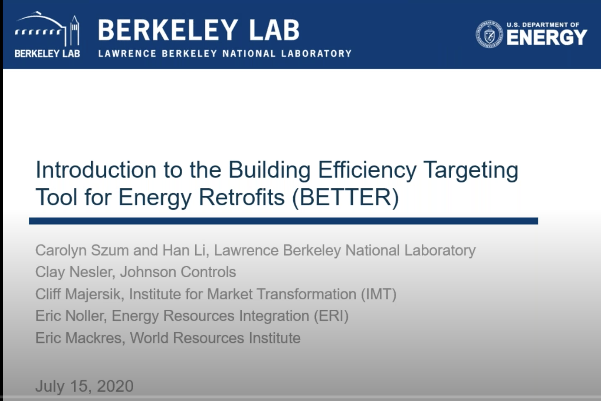 BERKELEY LAB
BERKELEY LAB
LAWRENCE BERKELEY NATIONAL LABORATORY
U.S. DEPARTMENT OF
ENERGY
Introduction to the Building Efficiency Targeting
Tool for Energy Retrofits (BETTER)
Carolyn Szum and Han Li, Lawrence Berkeley National Laboratory
Clay Nesler, Johnson Controls
Cliff Majersik, Institute for Market Transformation (IMT)
Eric Noller, Energy Resources Integration (ERI)
Eric Mackres, World Resources Institute
July 15, 2020